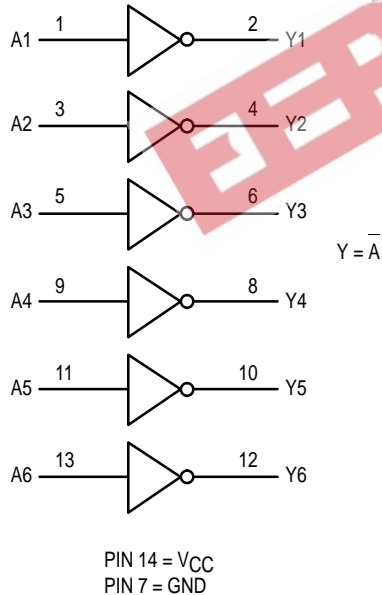 A1 1 2 Y1
A2 3 4 Y2
A3 5 6 Y3
Y = A̅
A4 9 8 Y4
A5 11 10 Y5
A6 13 12 Y6
PIN 14 = VCC
PIN 7 = GND